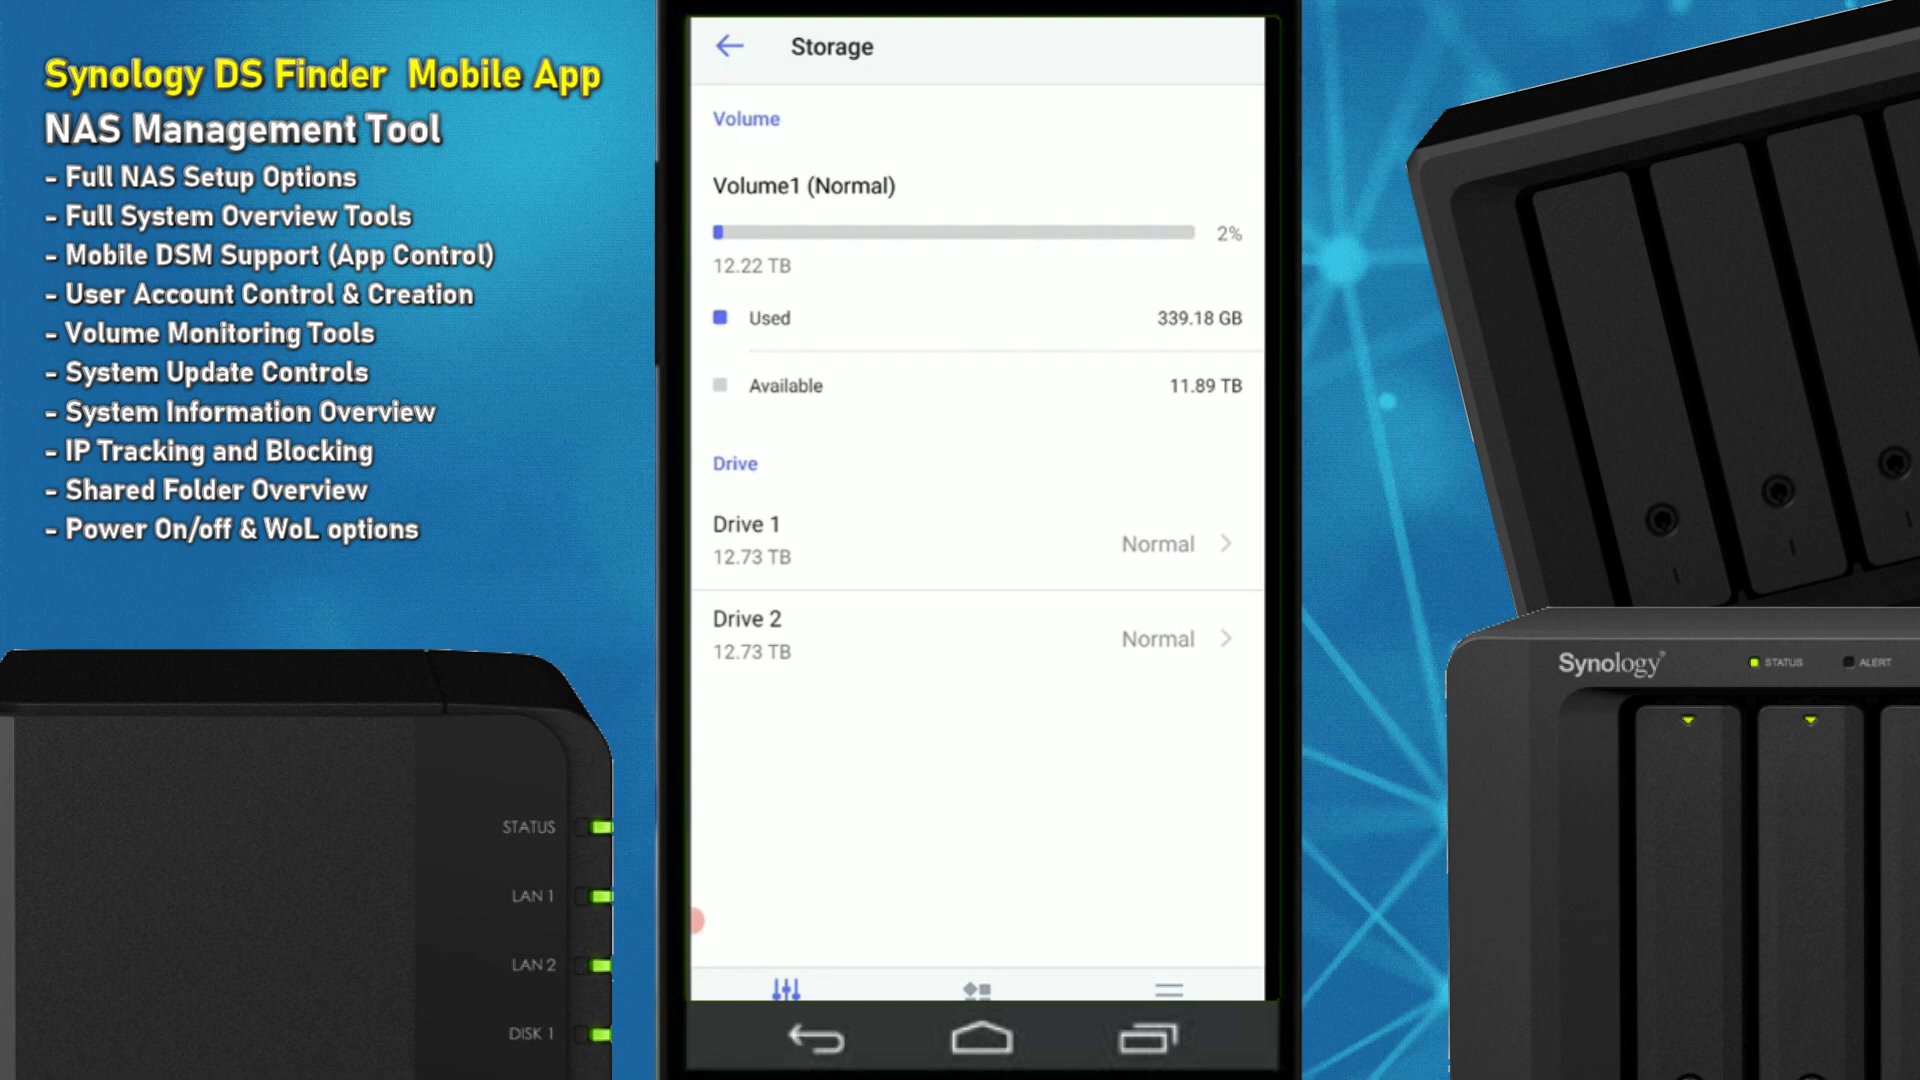 Synology DS Finder Mobile App
NAS Management Tool
- Full NAS Setup Options
- Full System Overview Tools
- Mobile DSM Support (App Control)
- User Account Control & Creation
- Volume Monitoring Tools
- System Update Controls
- System Information Overview
- IP Tracking and Blocking
- Shared Folder Overview
- Power On/off & WoL options
Storage
Volume
Volume1 (Normal)
2%
12.22 TB
Used 339.18 GB
Available 11.89 TB
Drive
Drive 1
12.73 TB
Normal
Drive 2
12.73 TB
Normal
STATUS
LAN 1
LAN 2
DISK 1
Synology®
STATUS
ALERT